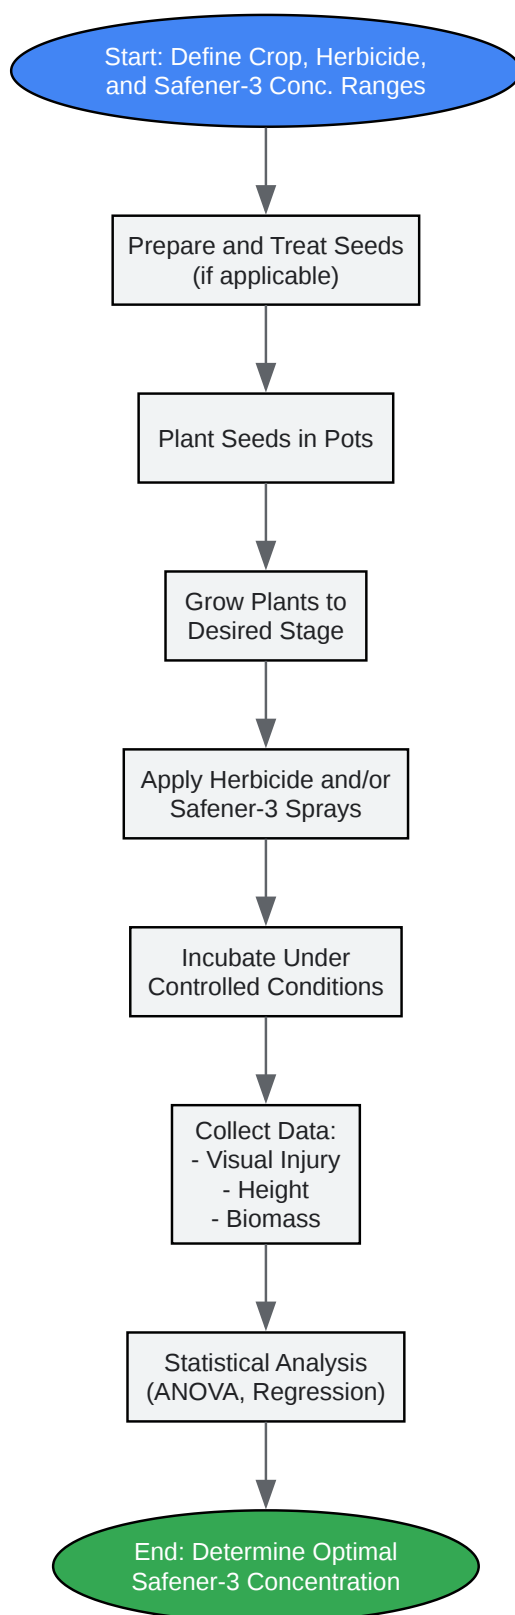 Start: Define Crop, Herbicide,
and Safener-3 Conc. Ranges
Prepare and Treat Seeds
(if applicable)
Plant Seeds in Pots
Grow Plants to
Desired Stage
Apply Herbicide and/or
Safener-3 Sprays
Incubate Under
Controlled Conditions
Collect Data:
- Visual Injury
- Height
- Biomass
Statistical Analysis
(ANOVA, Regression)
End: Determine Optimal
Safener-3 Concentration